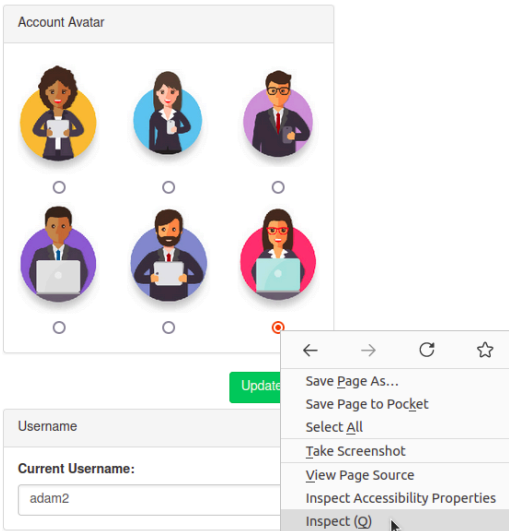 Account Avatar
Save Page As...
Save Page to Pocket
Select All
Update
Take Screenshot
Username
View Page Source
Current Username:
Inspect Accessibility Properties
adam2
Inspect (Q)